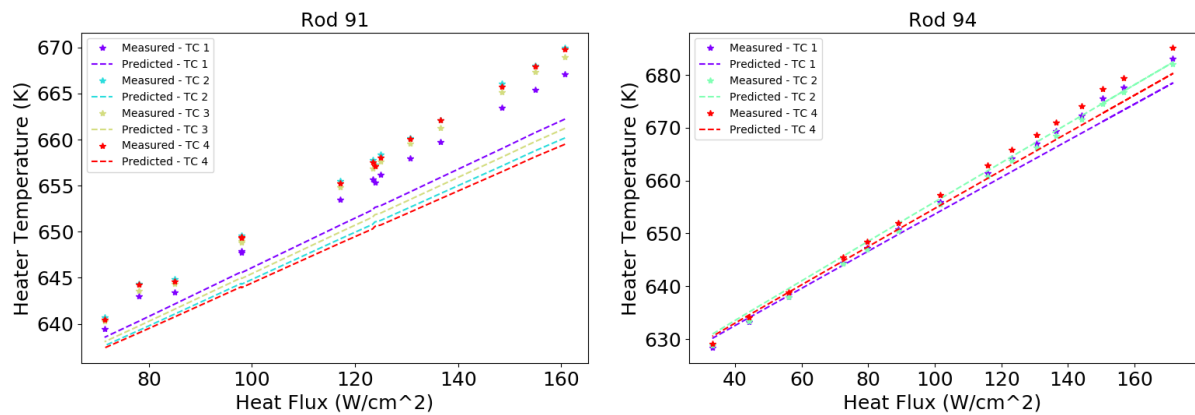 Rod 91
Heater Temperature (K)
670
665
660
655
650
645
640
Measured - TC 1
Predicted - TC 1
Measured - TC 2
Predicted - TC 2
Measured - TC 3
Predicted - TC 3
Measured - TC 4
Predicted - TC 4
80
100
120
140
160
Heat Flux (W/cm^2)
Rod 94
Heater Temperature (K)
680
670
660
650
640
630
Measured - TC 1
Predicted - TC 1
Measured - TC 2
Predicted - TC 2
Measured - TC 4
Predicted - TC 4
40
60
80
100
120
140
160
Heat Flux (W/cm^2)